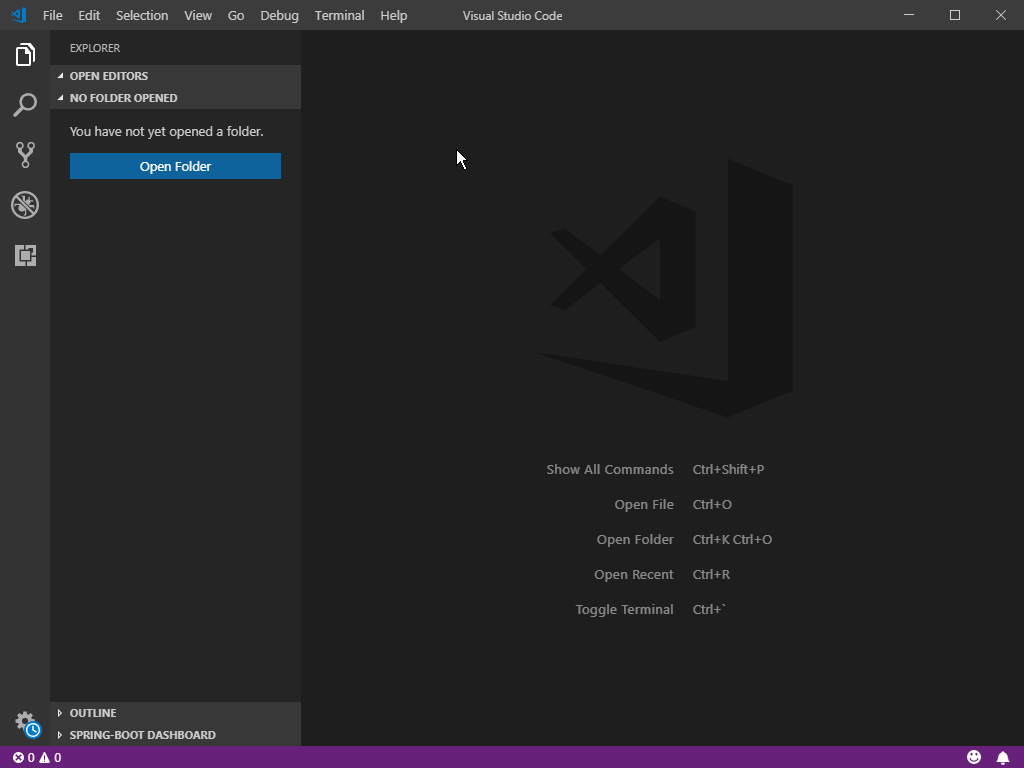 File Edit Selection View Go Debug Terminal Help Visual Studio Code
EXPLORER
OPEN EDITORS
NO FOLDER OPENED
You have not yet opened a folder.
Open Folder
Show All Commands Ctrl+Shift+P
Open File Ctrl+O
Open Folder Ctrl+K Ctrl+O
Open Recent Ctrl+R
Toggle Terminal Ctrl+`
OUTLINE
SPRING-BOOT DASHBOARD
0 0